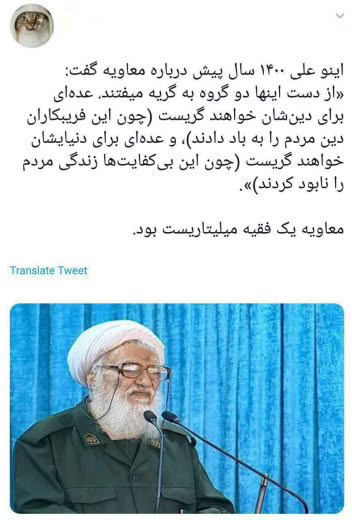 اینو علی ۱۴۰۰ سال پیش درباره معاویه گفت:
«از دست اینها دو گروه به گریه میفتند. عده‌ای
برای دین‌شان خواهند گریست (چون این فریبکاران
دین مردم را به باد دادند)، و عده‌ای برای دنیایشان
خواهند گریست (چون این بی‌کفایت‌ها زندگی مردم
را نابود کردند)».
معاویه یک فقیه میلیتاریست بود.
Translate Tweet